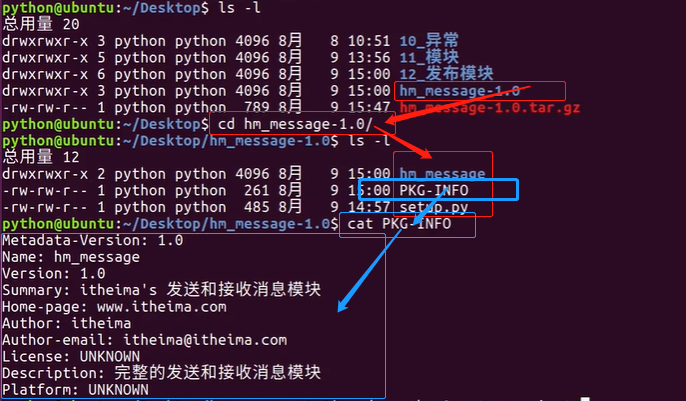 python@ubuntu:~/Desktop$ ls -l
总用量 20
drwxrwxr-x 3 python python 4096 8月   8 10:51 10_异常
drwxrwxr-x 5 python python 4096 8月   9 13:56 11_模块
drwxrwxr-x 6 python python 4096 8月   9 15:00 12_发布模块
drwxrwxr-x 3 python python 4096 8月   9 15:00 hm_message-1.0
-rw-rw-r-- 1 python python  789 8月   9 15:47 hm_message-1.0.tar.gz
python@ubuntu:~/Desktop$ cd hm_message-1.0/
python@ubuntu:~/Desktop/hm_message-1.0$ ls -l
总用量 12
drwxrwxr-x 2 python python 4096 8月   9 15:00 hm_message
-rw-rw-r-- 1 python python  261 8月   9 15:00 PKG-INFO
-rw-rw-r-- 1 python python  485 8月   9 14:57 setup.py
python@ubuntu:~/Desktop/hm_message-1.0$ cat PKG-INFO
Metadata-Version: 1.0
Name: hm_message
Version: 1.0
Summary: itheima's 发送和接收消息模块
Home-page: www.itheima.com
Author: itheima
Author-email: itheima@itheima.com
License: UNKNOWN
Description: 完整的发送和接收消息模块
Platform: UNKNOWN